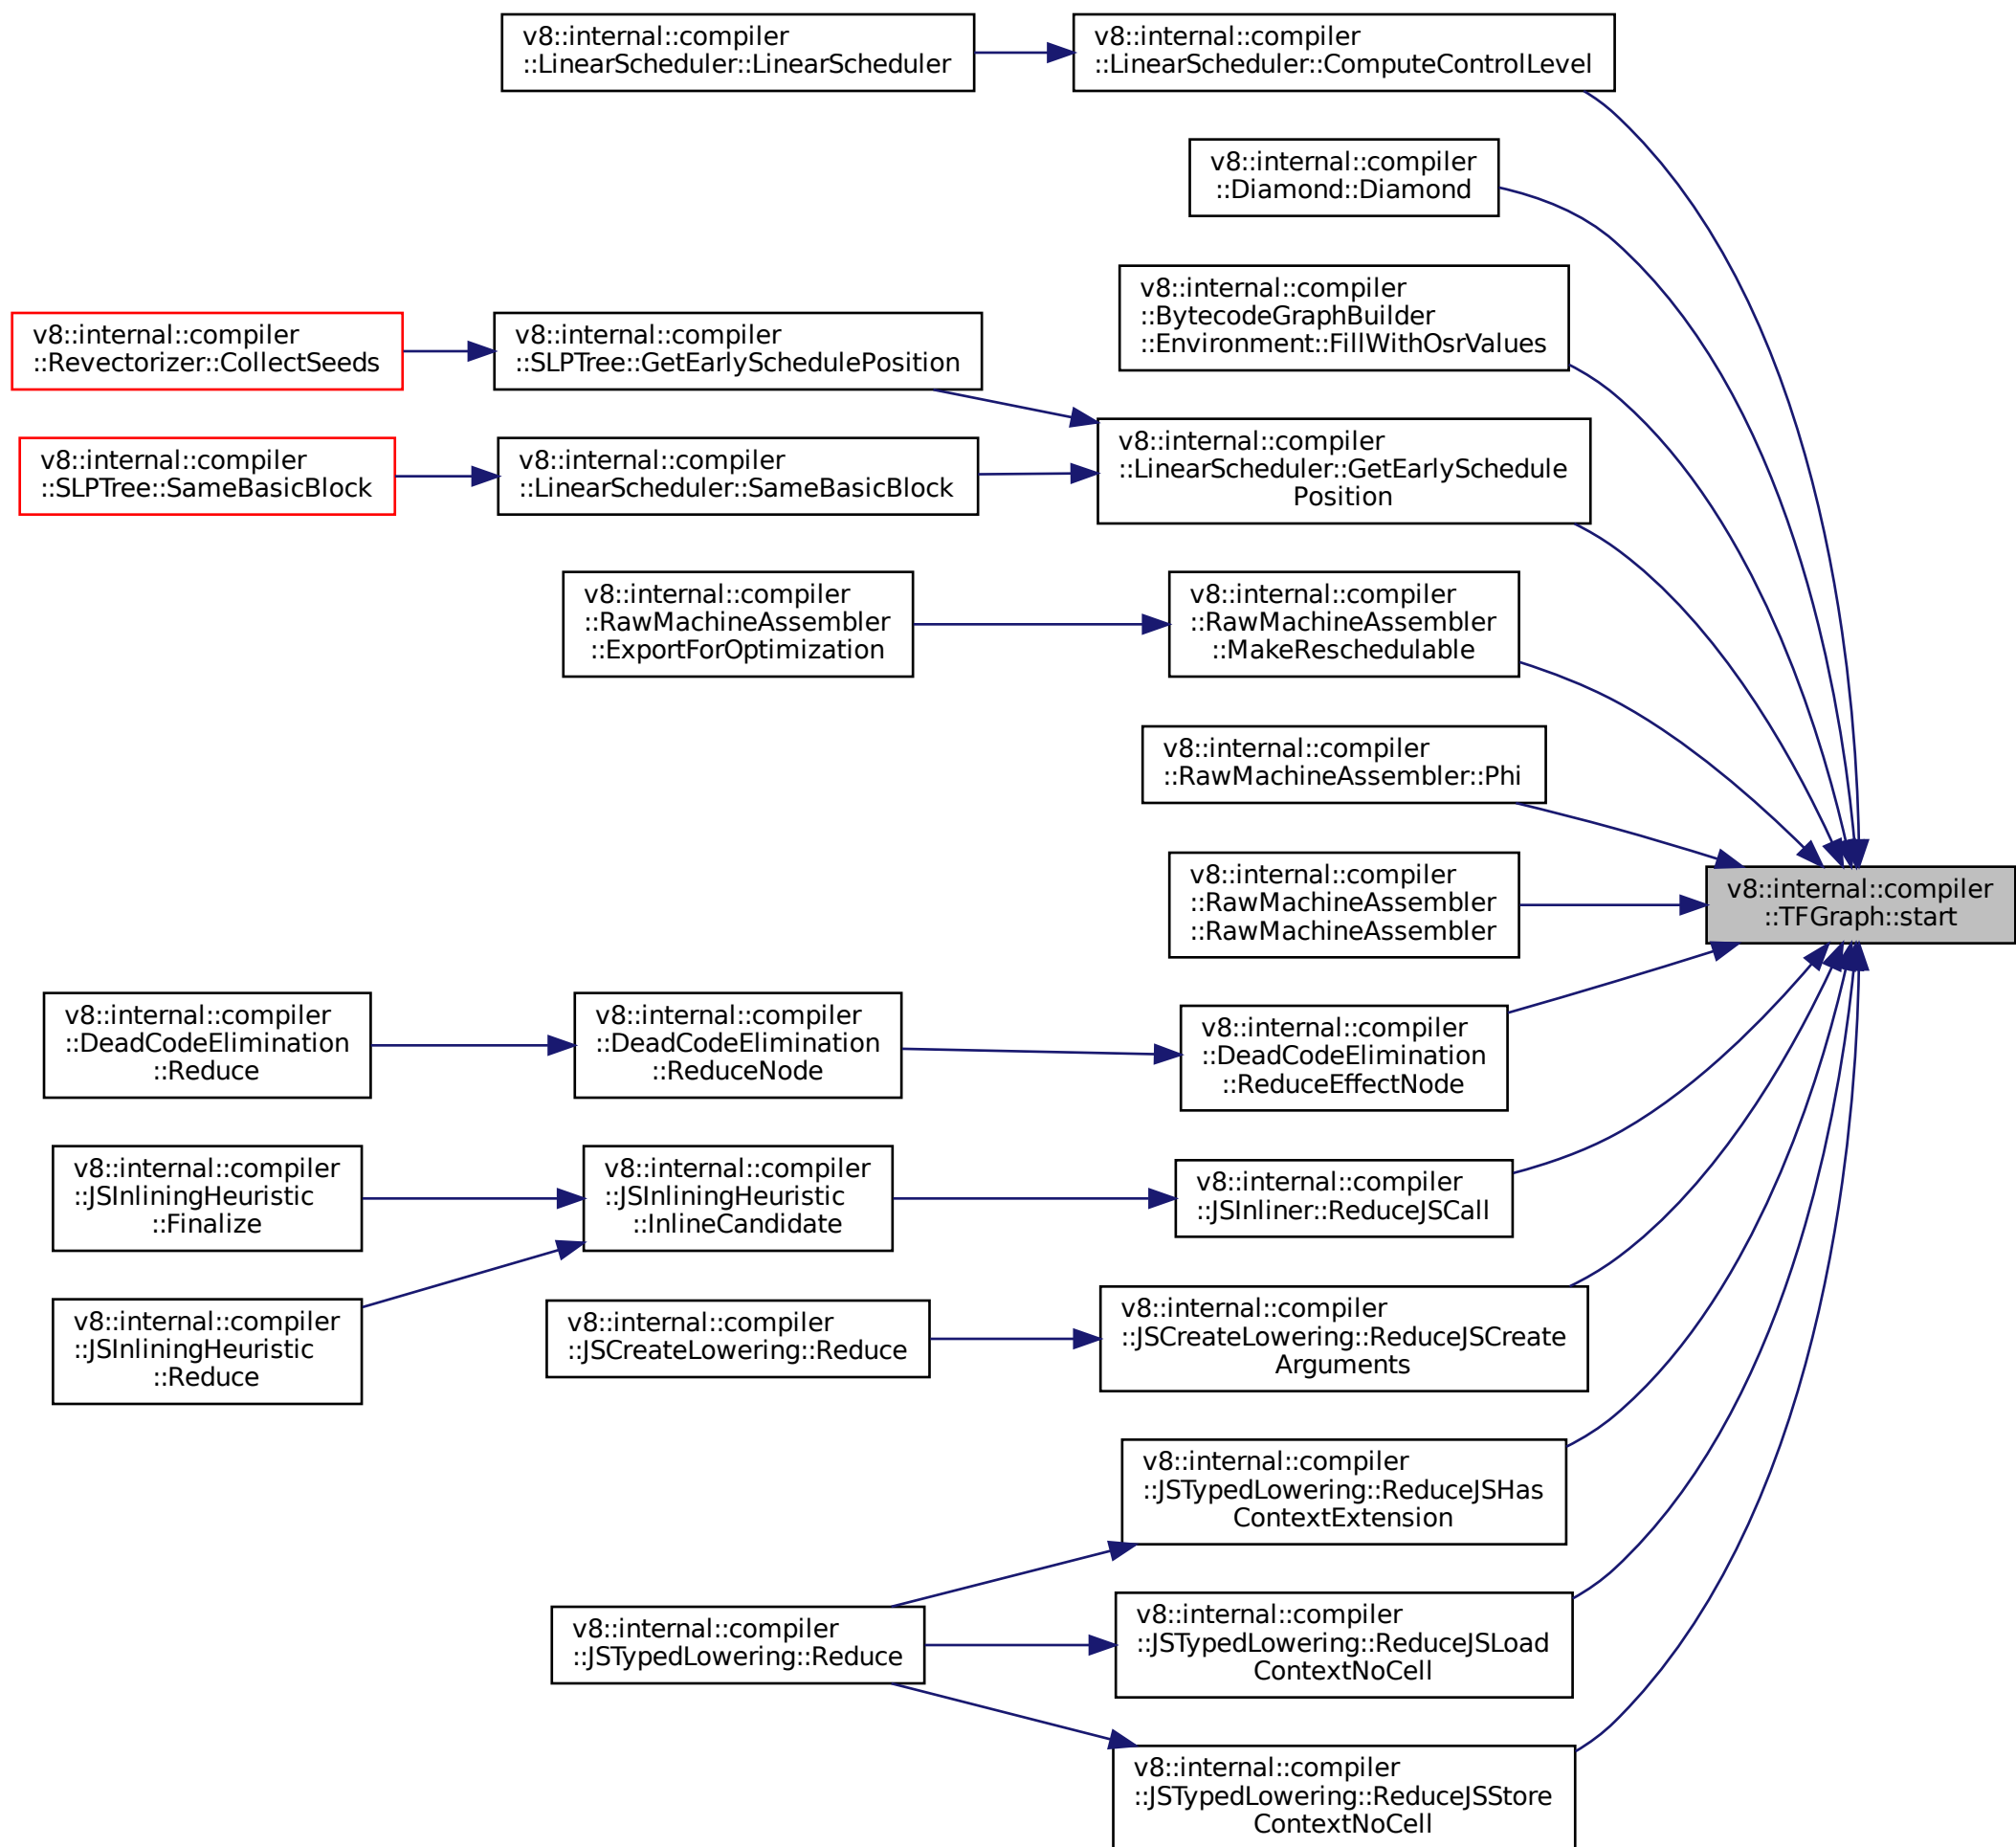 v8::internal::compiler
::LinearScheduler::LinearScheduler
v8::internal::compiler
::LinearScheduler::ComputeControlLevel
v8::internal::compiler
::Diamond::Diamond
v8::internal::compiler
::BytecodeGraphBuilder
::Environment::FillWithOsrValues
v8::internal::compiler
::Revectorizer::CollectSeeds
v8::internal::compiler
::SLPTree::GetEarlySchedulePosition
v8::internal::compiler
::LinearScheduler::GetEarlySchedule
Position
v8::internal::compiler
::SLPTree::SameBasicBlock
v8::internal::compiler
::LinearScheduler::SameBasicBlock
v8::internal::compiler
::RawMachineAssembler
::ExportForOptimization
v8::internal::compiler
::RawMachineAssembler
::MakeReschedulable
v8::internal::compiler
::RawMachineAssembler::Phi
v8::internal::compiler
::RawMachineAssembler
::RawMachineAssembler
v8::internal::compiler
::TFGraph::start
v8::internal::compiler
::DeadCodeElimination
::Reduce
v8::internal::compiler
::DeadCodeElimination
::ReduceNode
v8::internal::compiler
::DeadCodeElimination
::ReduceEffectNode
v8::internal::compiler
::JSInliningHeuristic
::Finalize
v8::internal::compiler
::JSInliningHeuristic
::InlineCandidate
v8::internal::compiler
::JSInliner::ReduceJSCall
v8::internal::compiler
::JSInliningHeuristic
::Reduce
v8::internal::compiler
::JSCreateLowering::Reduce
v8::internal::compiler
::JSCreateLowering::ReduceJSCreate
Arguments
v8::internal::compiler
::JSTypedLowering::ReduceJSHas
ContextExtension
v8::internal::compiler
::JSTypedLowering::Reduce
v8::internal::compiler
::JSTypedLowering::ReduceJSLoad
ContextNoCell
v8::internal::compiler
::JSTypedLowering::ReduceJSStore
ContextNoCell